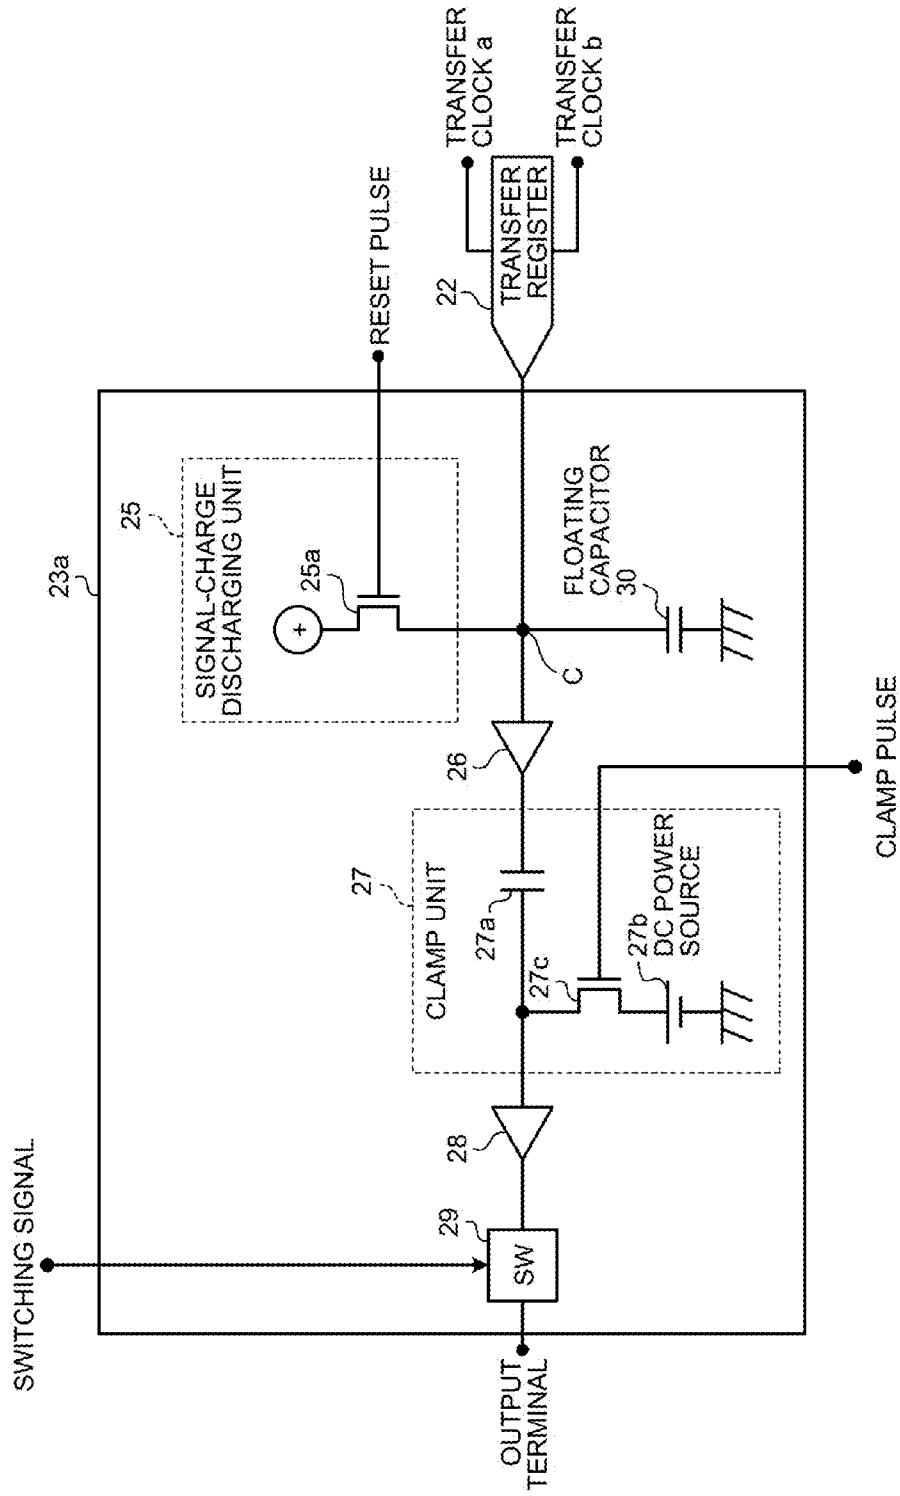 SWITCHING SIGNAL
23a
25
SIGNAL-CHARGE
DISCHARGING UNIT
25a
+
RESET PULSE
TRANSFER
CLOCK a
22
TRANSFER
REGISTER
TRANSFER
CLOCK b
OUTPUT
TERMINAL
29
SW
28
27
CLAMP UNIT
27a
27c
27b
DC POWER
SOURCE
26
C
FLOATING
CAPACITOR
30
CLAMP PULSE